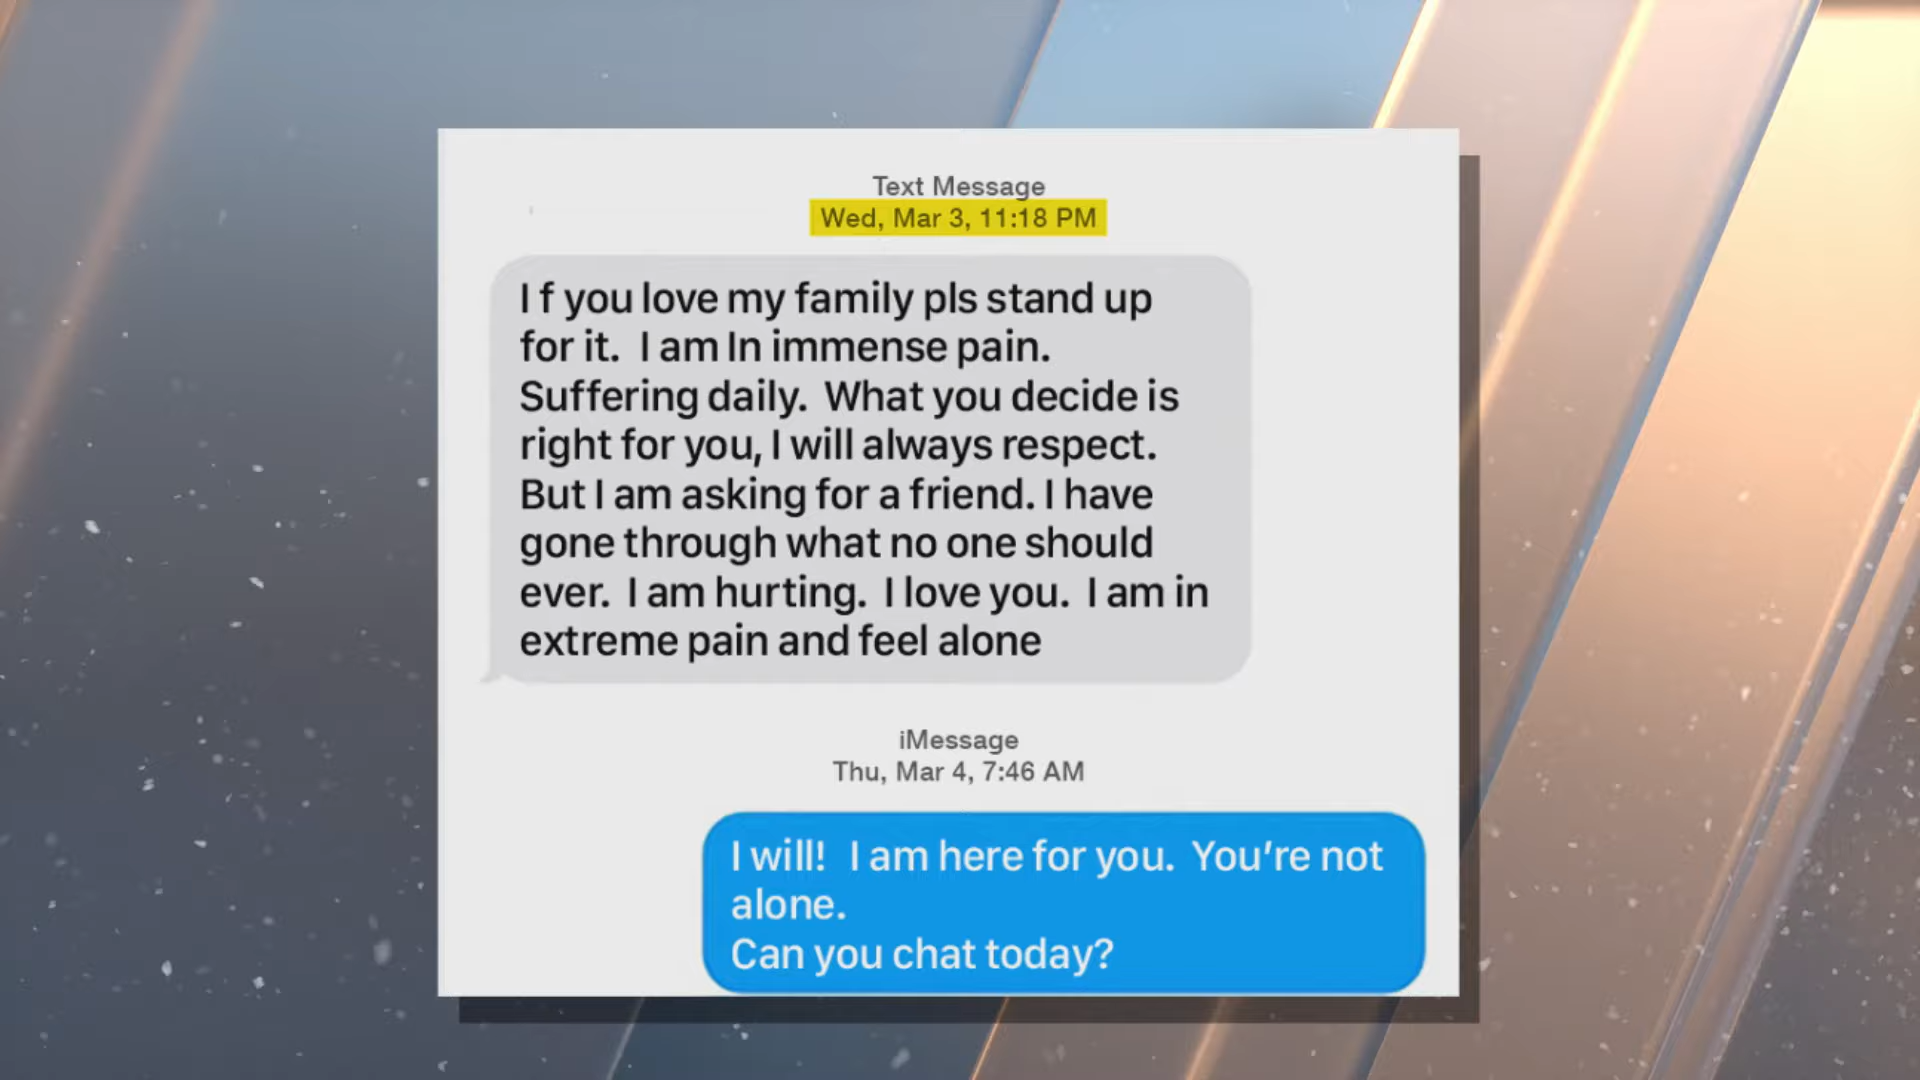 Text Message
Wed, Mar 3, 11:18 PM
I f you love my family pls stand up
for it.  I am In immense pain.
Suffering daily.  What you decide is
right for you, I will always respect.
But I am asking for a friend. I have
gone through what no one should
ever.  I am hurting.  I love you.  I am in
extreme pain and feel alone
iMessage
Thu, Mar 4, 7:46 AM
I will!  I am here for you.  You’re not
alone.
Can you chat today?